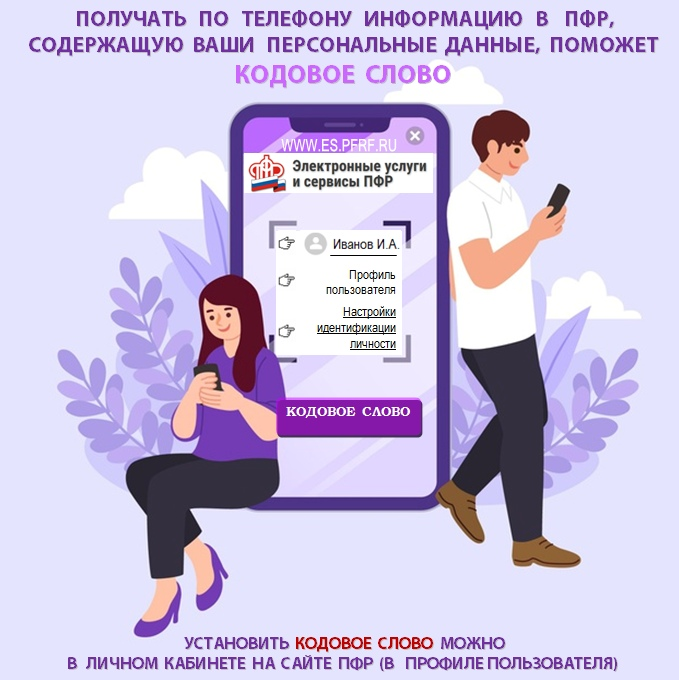 ПОЛУЧАТЬ ПО ТЕЛЕФОНУ ИНФОРМАЦИЮ В ПФР,
СОДЕРЖАЩУЮ ВАШИ ПЕРСОНАЛЬНЫЕ ДАННЫЕ, ПОМОЖЕТ
КОДОВОЕ СЛОВО
WWW.ES.PFRF.RU
ПФР
Электронные услуги
и сервисы ПФР
Иванов И.А.
Профиль
пользователя
Настройки
идентификации
личности
КОДОВОЕ СЛОВО
УСТАНОВИТЬ КОДОВОЕ СЛОВО МОЖНО
В ЛИЧНОМ КАБИНЕТЕ НА САЙТЕ ПФР (В ПРОФИЛЕ ПОЛЬЗОВАТЕЛЯ)